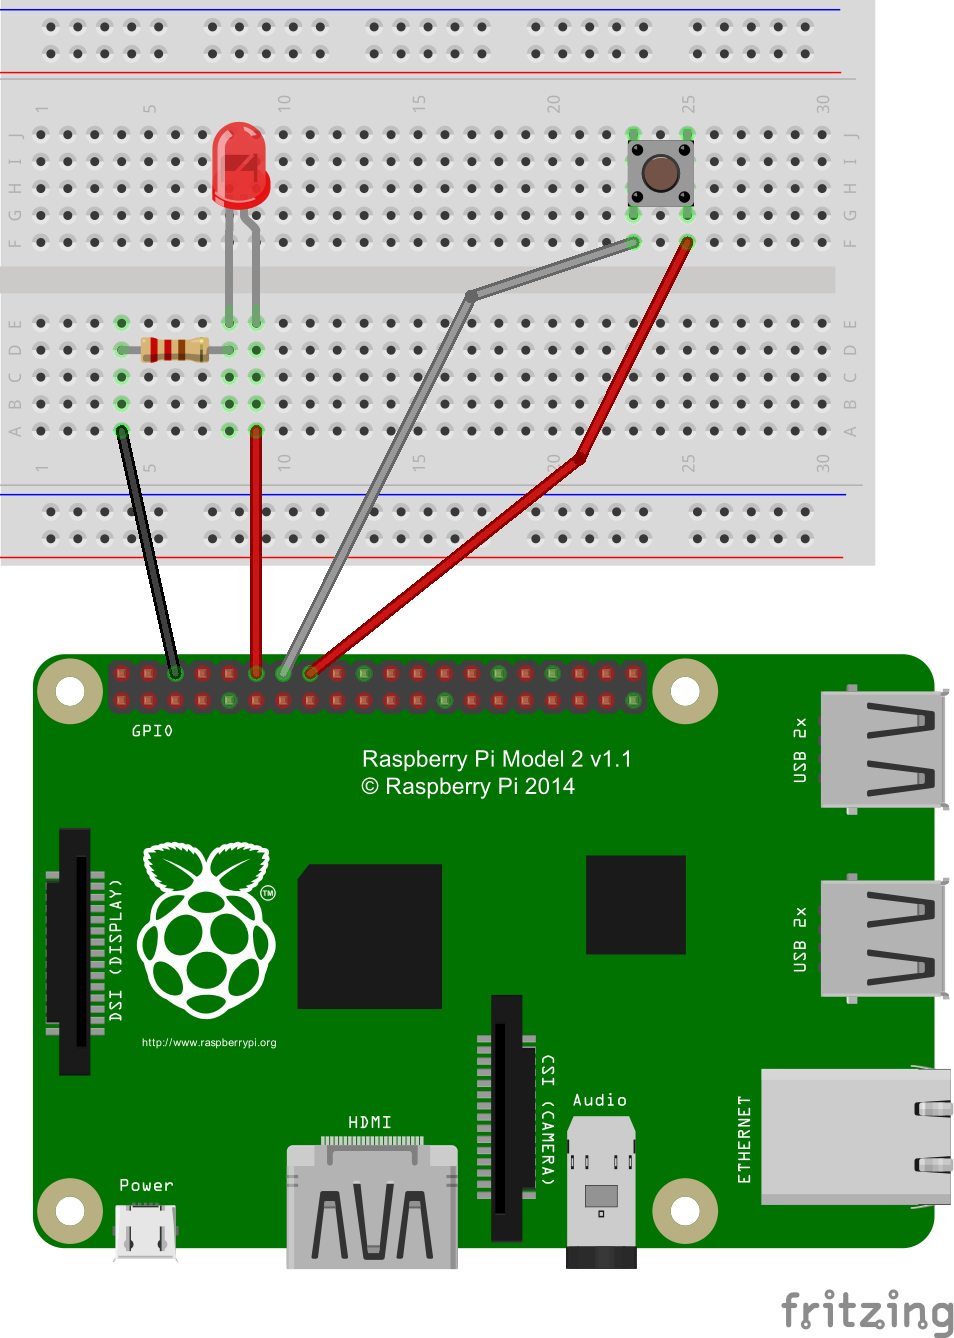 1 5 10 15 20 25 30
J J
I I
H H
G G
F F
E E
D D
C C
B B
A A
1 5 10 15 20 25 30
GPIO
Raspberry Pi Model 2 v1.1
© Raspberry Pi 2014
USB 2x
TM
DSI (DISPLAY)
USB 2x
http://www.raspberrypi.org
CSI (CAMERA)
Audio
HDMI
ETHERNET
Power
fritzing